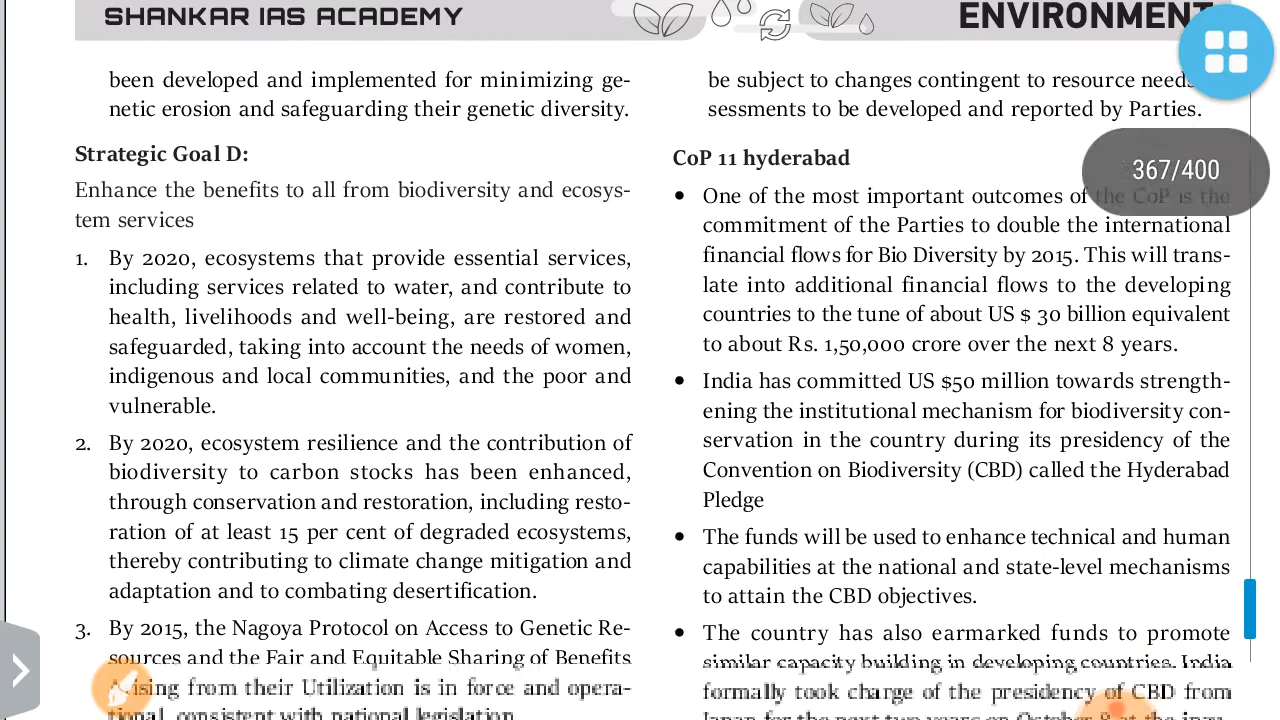 SHANKAR IAS ACADEMY
ENVIRONMENT
367/400
been developed and implemented for minimizing ge-
netic erosion and safeguarding their genetic diversity.
Strategic Goal D:
Enhance the benefits to all from biodiversity and ecosys-
tem services
1. By 2020, ecosystems that provide essential services,
including services related to water, and contribute to
health, livelihoods and well-being, are restored and
safeguarded, taking into account the needs of women,
indigenous and local communities, and the poor and
vulnerable.
2. By 2020, ecosystem resilience and the contribution of
biodiversity to carbon stocks has been enhanced,
through conservation and restoration, including resto-
ration of at least 15 per cent of degraded ecosystems,
thereby contributing to climate change mitigation and
adaptation and to combating desertification.
3. By 2015, the Nagoya Protocol on Access to Genetic Re-
sources and the Fair and Equitable Sharing of Benefits
Arising from their Utilization is in force and opera-
tional, consistent with national legislation
be subject to changes contingent to resource needs
sessments to be developed and reported by Parties.
CoP 11 hyderabad
• One of the most important outcomes of the CoP is the
commitment of the Parties to double the international
financial flows for Bio Diversity by 2015. This will trans-
late into additional financial flows to the developing
countries to the tune of about US $ 30 billion equivalent
to about Rs. 1,50,000 crore over the next 8 years.
• India has committed US $50 million towards strength-
ening the institutional mechanism for biodiversity con-
servation in the country during its presidency of the
Convention on Biodiversity (CBD) called the Hyderabad
Pledge
• The funds will be used to enhance technical and human
capabilities at the national and state-level mechanisms
to attain the CBD objectives.
• The country has also earmarked funds to promote
similar capacity building in developing countries. India
formally took charge of the presidency of CBD from
Japan for the next two years on October 8 at the